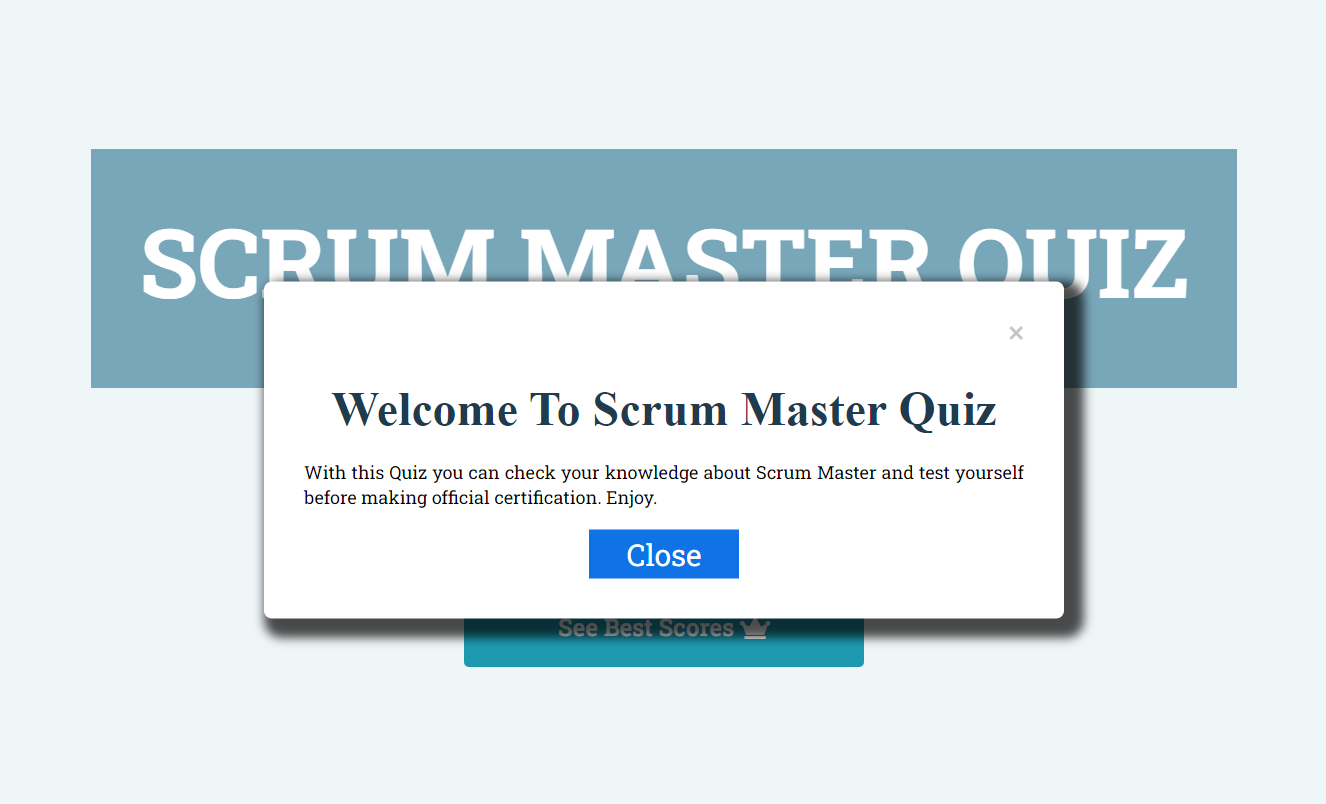 SCRUM MASTER QUIZ
×
Welcome To Scrum Master Quiz
With this Quiz you can check your knowledge about Scrum Master and test yourself
before making official certification. Enjoy.
Close
See Best Scores